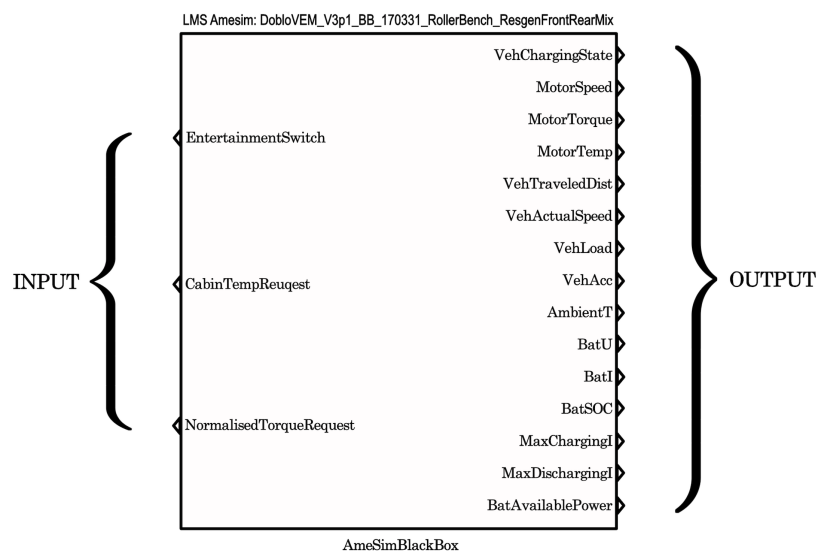 LMS Amesim: DobloVEM_V3p1_BB_170331_RollerBench_ResgenFrontRearMix
INPUT
EntertainmentSwitch
CabinTempReuqest
NormalisedTorqueRequest
VehChargingState
MotorSpeed
MotorTorque
MotorTemp
VehTraveledDist
VehActualSpeed
VehLoad
VehAcc
AmbientT
BatU
BatI
BatSOC
MaxChargingI
MaxDischargingI
BatAvailablePower
OUTPUT
AmeSimBlackBox